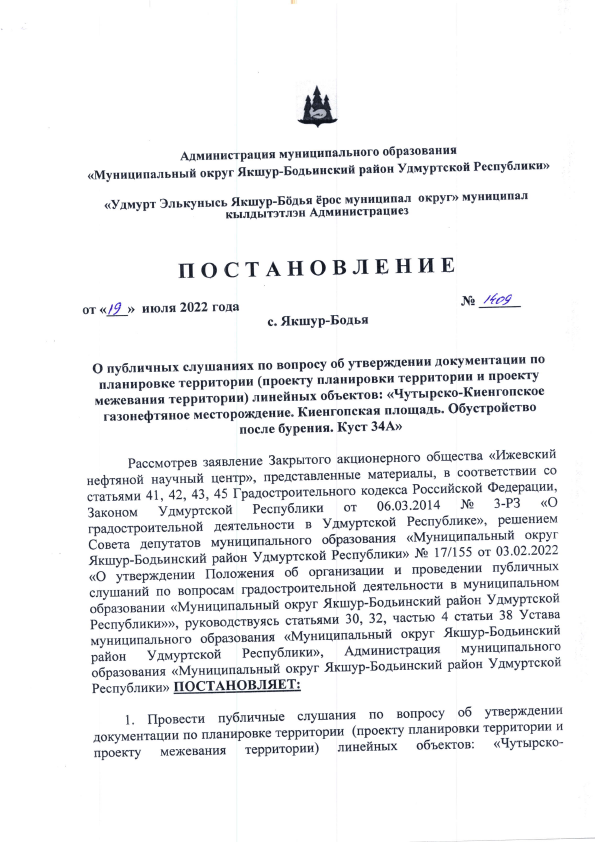 Администрация муниципального образования
«Муниципальный округ Якшур-Бодьинский район Удмуртской Республики»
«Удмурт Элькунысь Якшур-Бӧдья ёрос муниципал округ» муниципал
кылдытэтлэн Администрациез
ПОСТАНОВЛЕНИЕ
от «19» июля 2022 года № 1409
с. Якшур-Бодья
О публичных слушаниях по вопросу об утверждении документации по
планировке территории (проекту планировки территории и проекту
межевания территории) линейных объектов: «Чутырско-Киенгопское
газонефтяное месторождение. Киенгопская площадь. Обустройство
после бурения. Куст 34А»
Рассмотрев заявление Закрытого акционерного общества «Ижевский
нефтяной научный центр», представленные материалы, в соответствии со
статьями 41, 42, 43, 45 Градостроительного кодекса Российской Федерации,
Законом Удмуртской Республики от 06.03.2014 № 3-РЗ «О
градостроительной деятельности в Удмуртской Республике», решением
Совета депутатов муниципального образования «Муниципальный округ
Якшур-Бодьинский район Удмуртской Республики» № 17/155 от 03.02.2022
«О утверждении Положения об организации и проведении публичных
слушаний по вопросам градостроительной деятельности в муниципальном
образовании «Муниципальный округ Якшур-Бодьинский район Удмуртской
Республики»», руководствуясь статьями 30, 32, частью 4 статьи 38 Устава
муниципального образования «Муниципальный округ Якшур-Бодьинский
район Удмуртской Республики», Администрация муниципального
образования «Муниципальный округ Якшур-Бодьинский район Удмуртской
Республики» ПОСТАНОВЛЯЕТ:
1. Провести публичные слушания по вопросу об утверждении
документации по планировке территории (проекту планировки территории и
проекту межевания территории) линейных объектов: «Чутырско-